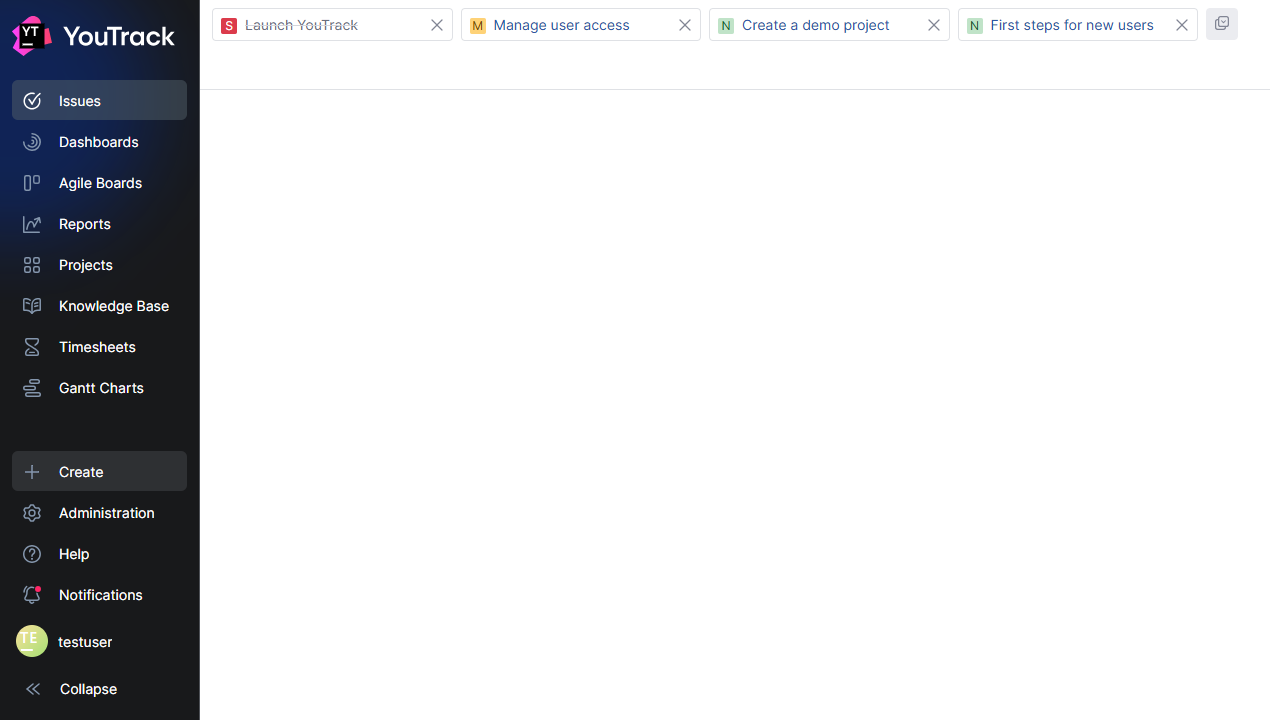 YT YouTrack
Issues
Dashboards
Agile Boards
Reports
Projects
Knowledge Base
Timesheets
Gantt Charts
Create
Administration
Help
Notifications
TE testuser
Collapse
S Launch YouTrack
M Manage user access
N Create a demo project
N First steps for new users